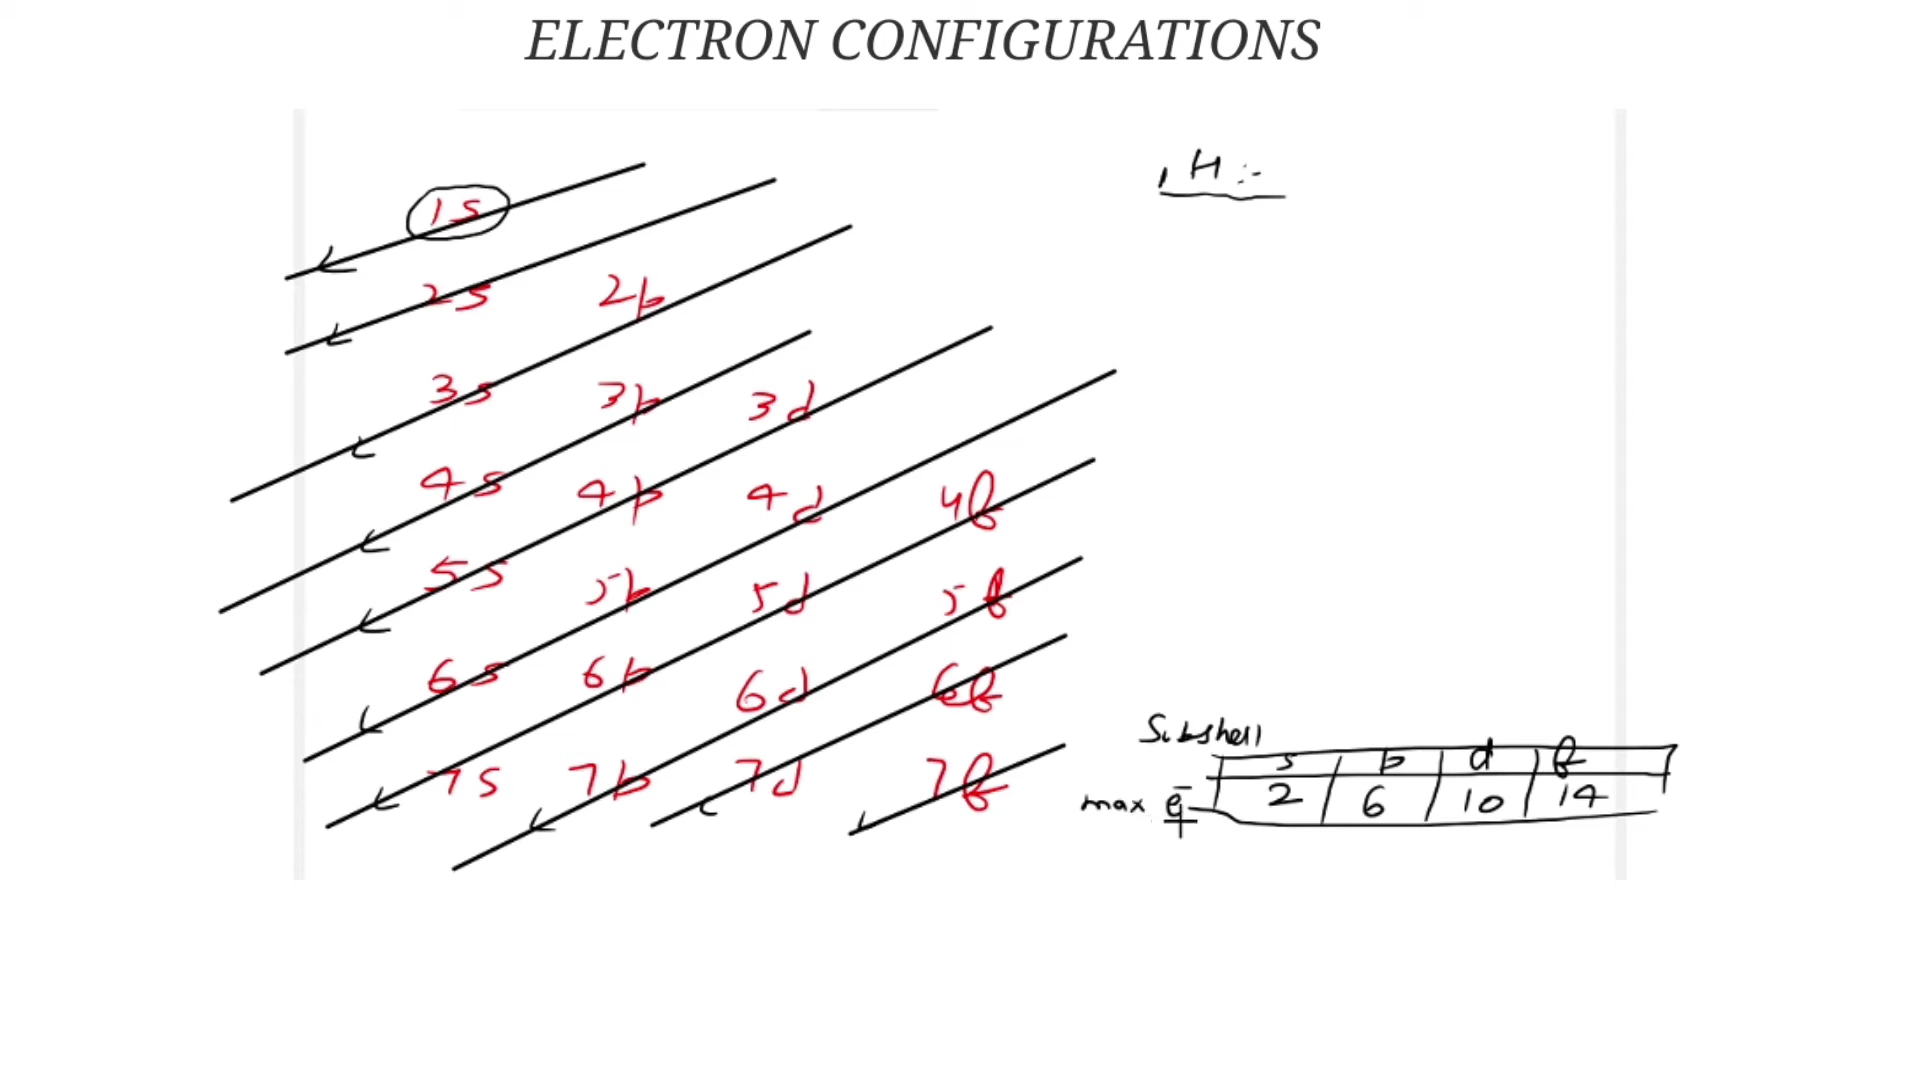 ELECTRON CONFIGURATIONS
1s
1H :-
2s 2p
3s 3p 3d
4s 4p 4d 4f
5s 5p 5d 5f
6s 6p 6d 6f
7s 7p 7d 7f
Subshell
s p d f
max e⁻ 2 6 10 14